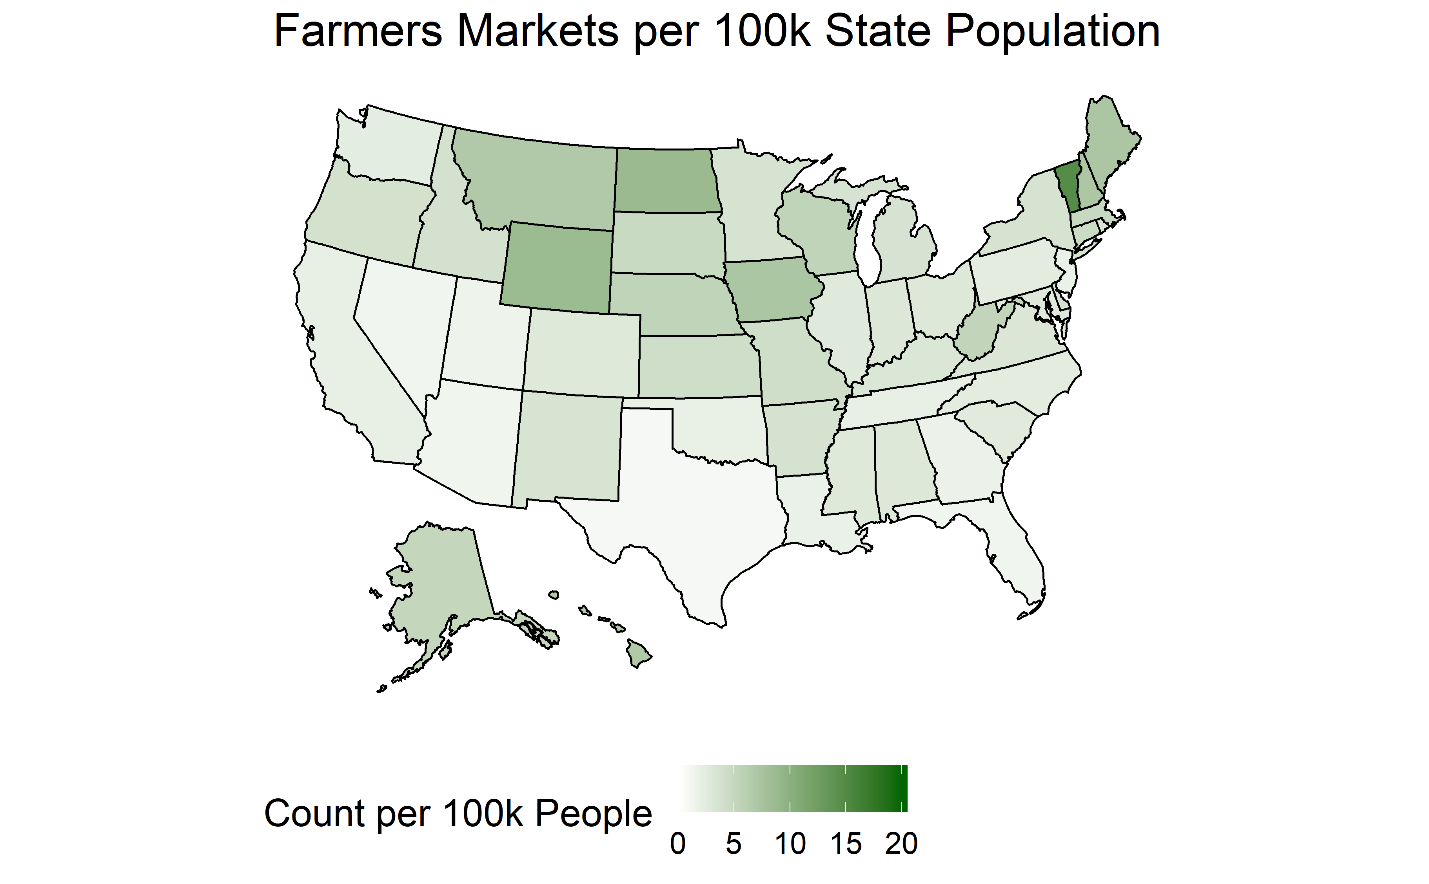 Farmers Markets per 100k State Population
Count per 100k People
0 5 10 15 20